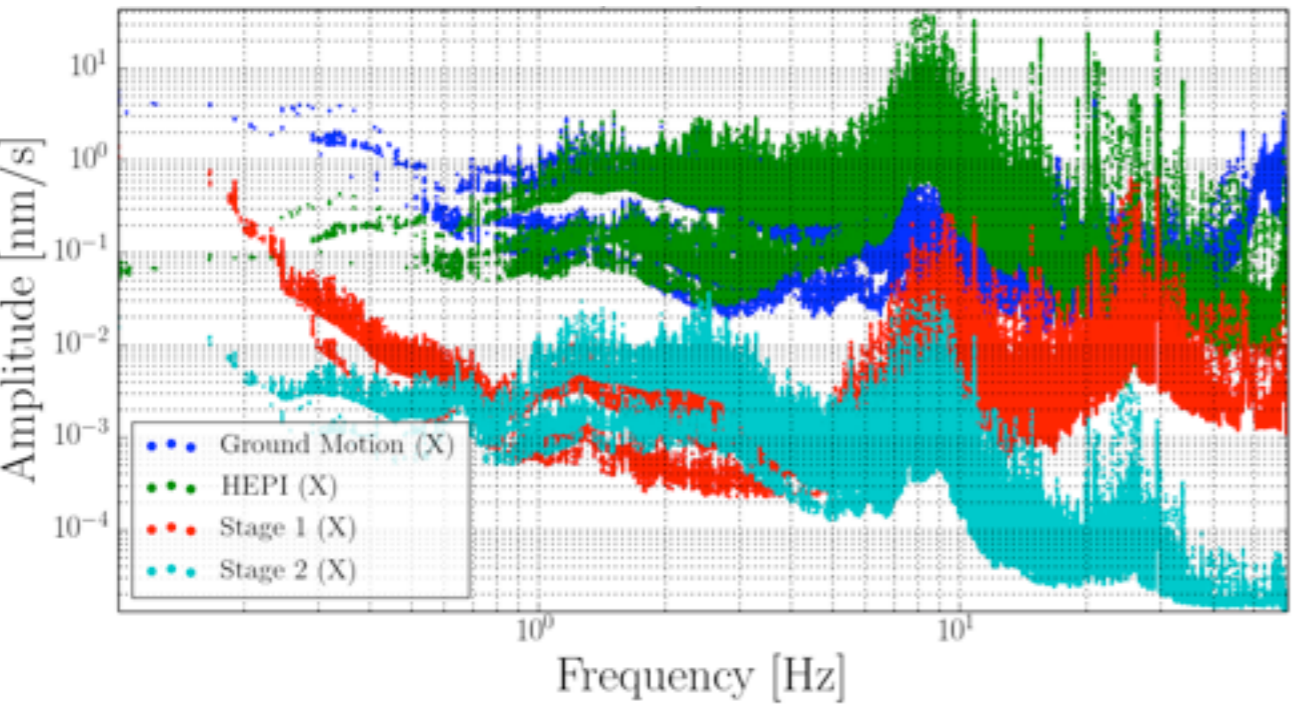 Amplitude [nm/s]
10¹
10⁰
10⁻¹
10⁻²
10⁻³
10⁻⁴
Ground Motion (X)
HEPI (X)
Stage 1 (X)
Stage 2 (X)
10⁰ 10¹
Frequency [Hz]